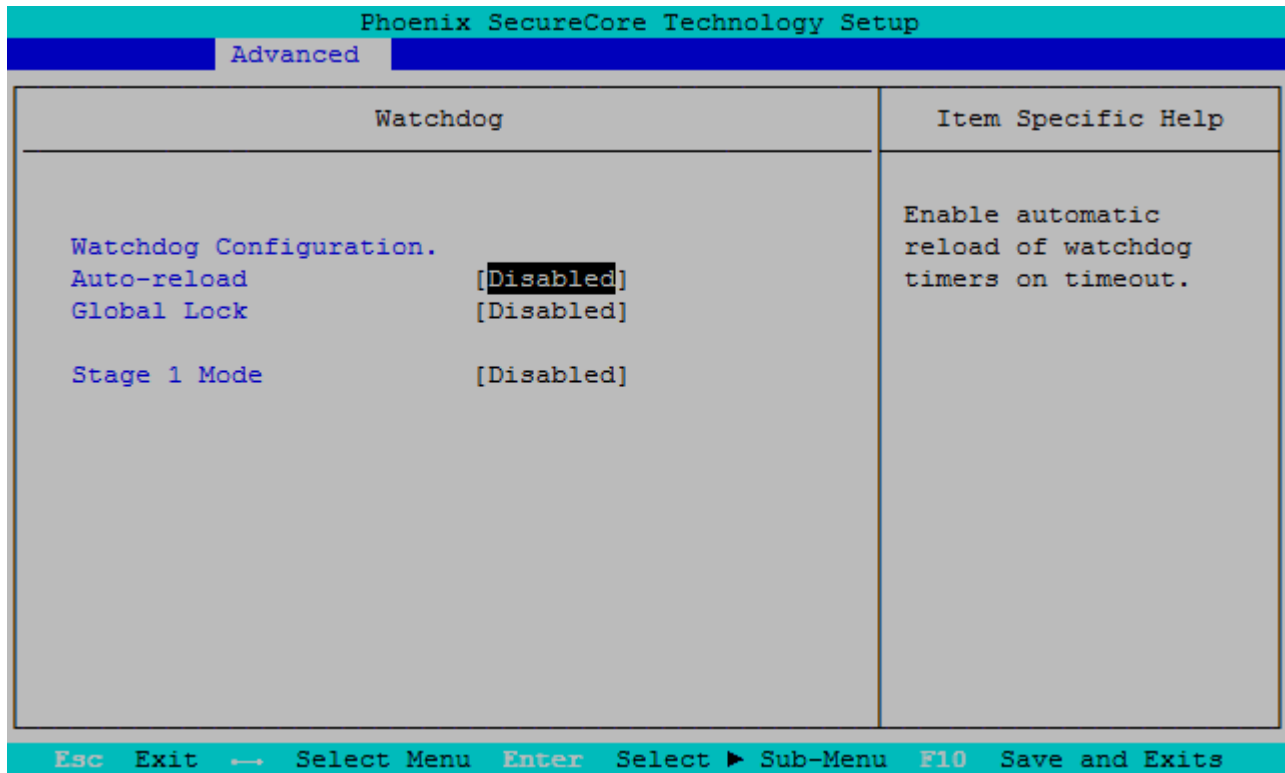 Phoenix SecureCore Technology Setup
Advanced
Watchdog
Watchdog Configuration.
Auto-reload [Disabled]
Global Lock [Disabled]
Stage 1 Mode [Disabled]
Item Specific Help
Enable automatic
reload of watchdog
timers on timeout.
Esc Exit ←→ Select Menu Enter Select ► Sub-Menu F10 Save and Exits